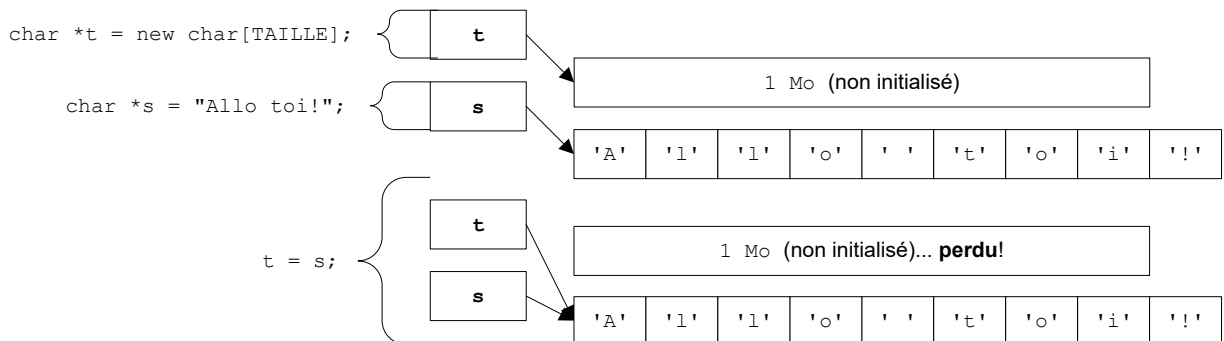 char *t = new char[TAILLE]; t
1 Mo (non initialisé)
char *s = "Allo toi!"; s
'A' 'l' 'l' 'o' ' ' 't' 'o' 'i' '!'
t
1 Mo (non initialisé)... perdu!
t = s;
s
'A' 'l' 'l' 'o' ' ' 't' 'o' 'i' '!'